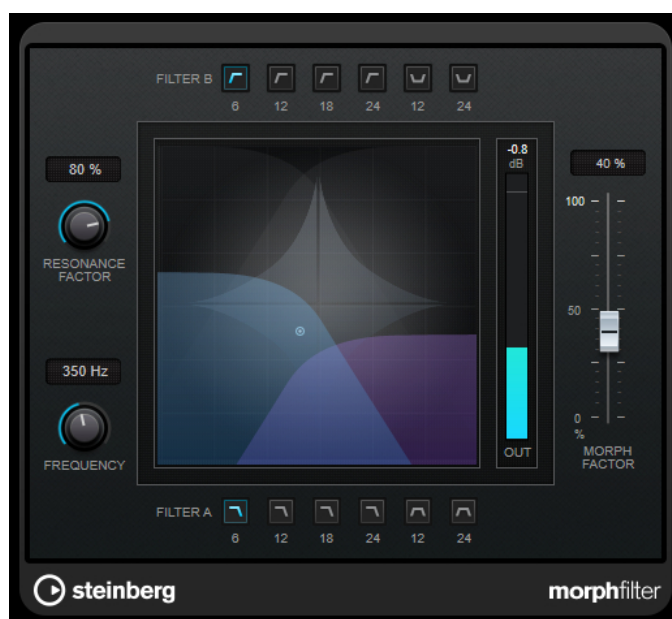 FILTER B
6 12 18 24 12 24
80 %
RESONANCE
FACTOR
350 Hz
FREQUENCY
-0.8
dB
OUT
40 %
100
50
0
%
MORPH
FACTOR
FILTER A
6 12 18 24 12 24
steinberg
morphfilter